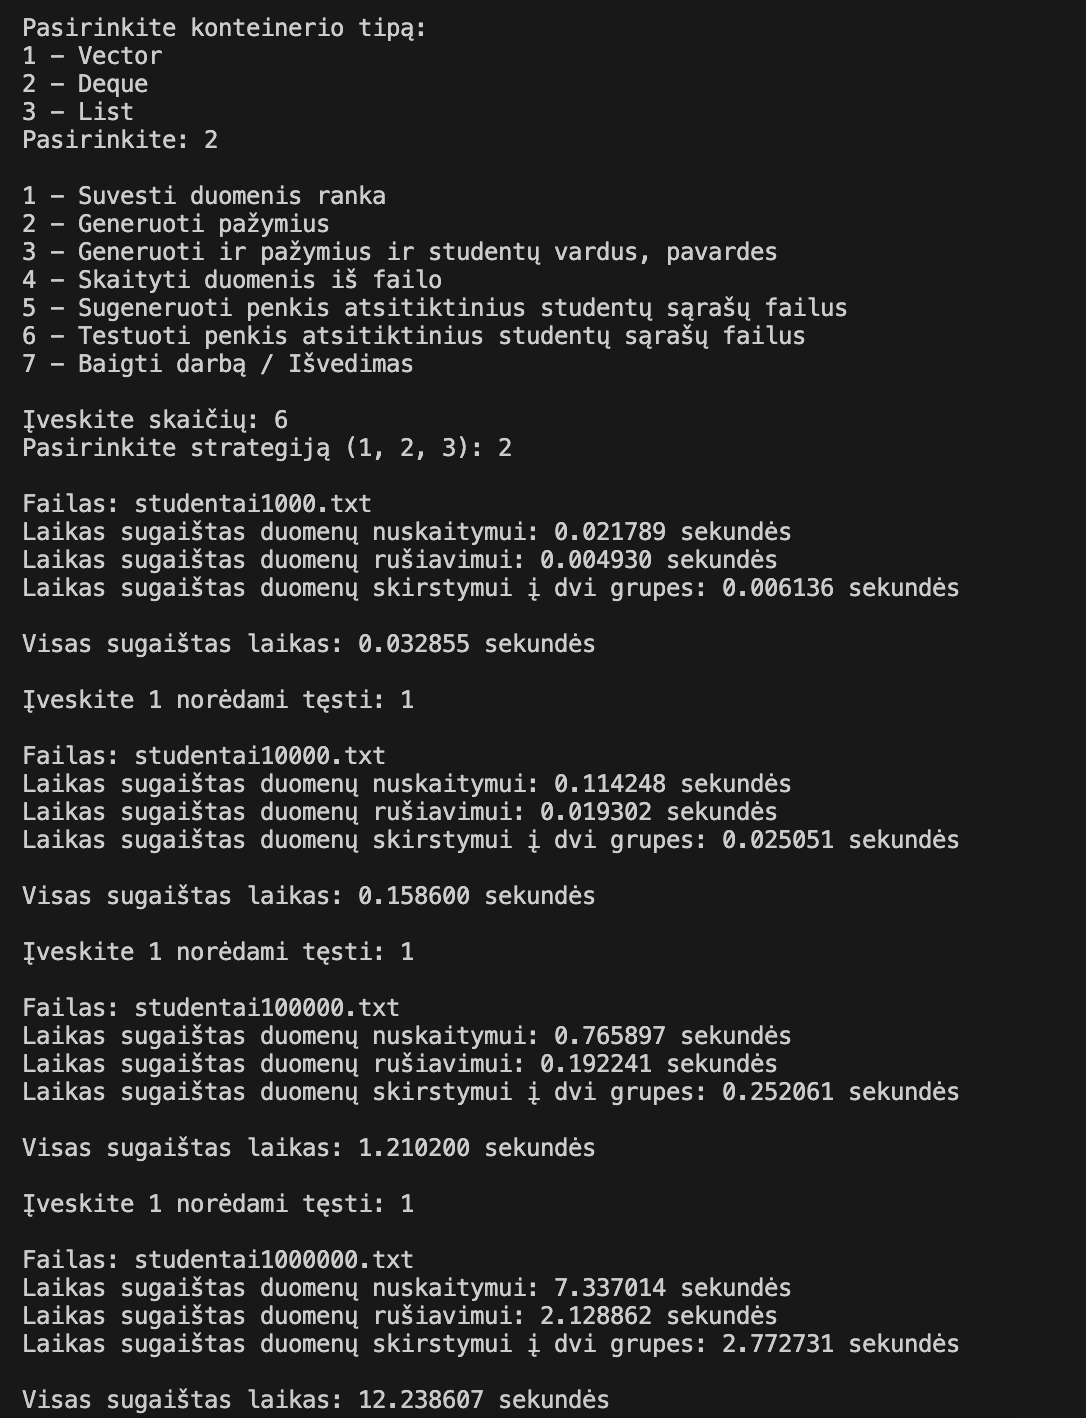 Pasirinkite konteinerio tipą:
1 – Vector
2 – Deque
3 – List
Pasirinkite: 2
1 – Suvesti duomenis ranka
2 – Generuoti pažymius
3 – Generuoti ir pažymius ir studentų vardus, pavardes
4 – Skaityti duomenis iš failo
5 – Sugeneruoti penkis atsitiktinius studentų sąrašų failus
6 – Testuoti penkis atsitiktinius studentų sąrašų failus
7 – Baigti darbą / Išvedimas
Įveskite skaičių: 6
Pasirinkite strategiją (1, 2, 3): 2
Failas: studentai1000.txt
Laikas sugaištas duomenų nuskaitymui: 0.021789 sekundės
Laikas sugaištas duomenų rušiavimui: 0.004930 sekundės
Laikas sugaištas duomenų skirstymui į dvi grupes: 0.006136 sekundės
Visas sugaištas laikas: 0.032855 sekundės
Įveskite 1 norėdami tęsti: 1
Failas: studentai10000.txt
Laikas sugaištas duomenų nuskaitymui: 0.114248 sekundės
Laikas sugaištas duomenų rušiavimui: 0.019302 sekundės
Laikas sugaištas duomenų skirstymui į dvi grupes: 0.025051 sekundės
Visas sugaištas laikas: 0.158600 sekundės
Įveskite 1 norėdami tęsti: 1
Failas: studentai100000.txt
Laikas sugaištas duomenų nuskaitymui: 0.765897 sekundės
Laikas sugaištas duomenų rušiavimui: 0.192241 sekundės
Laikas sugaištas duomenų skirstymui į dvi grupes: 0.252061 sekundės
Visas sugaištas laikas: 1.210200 sekundės
Įveskite 1 norėdami tęsti: 1
Failas: studentai1000000.txt
Laikas sugaištas duomenų nuskaitymui: 7.337014 sekundės
Laikas sugaištas duomenų rušiavimui: 2.128862 sekundės
Laikas sugaištas duomenų skirstymui į dvi grupes: 2.772731 sekundės
Visas sugaištas laikas: 12.238607 sekundės